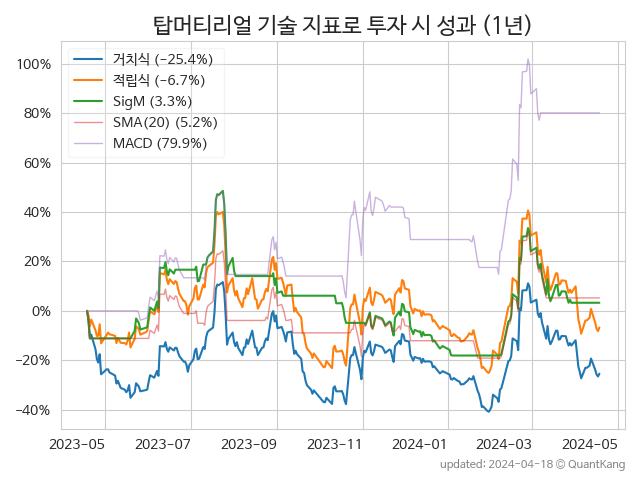 탑머티리얼 기술 지표로 투자 시 성과 (1년)
거치식 (−25.4%)
적립식 (−6.7%)
SigM (3.3%)
SMA(20) (5.2%)
MACD (79.9%)
100%
80%
60%
40%
20%
0%
−20%
−40%
2023-05 2023-07 2023-09 2023-11 2024-01 2024-03 2024-05
updated: 2024-04-18 © QuantKang